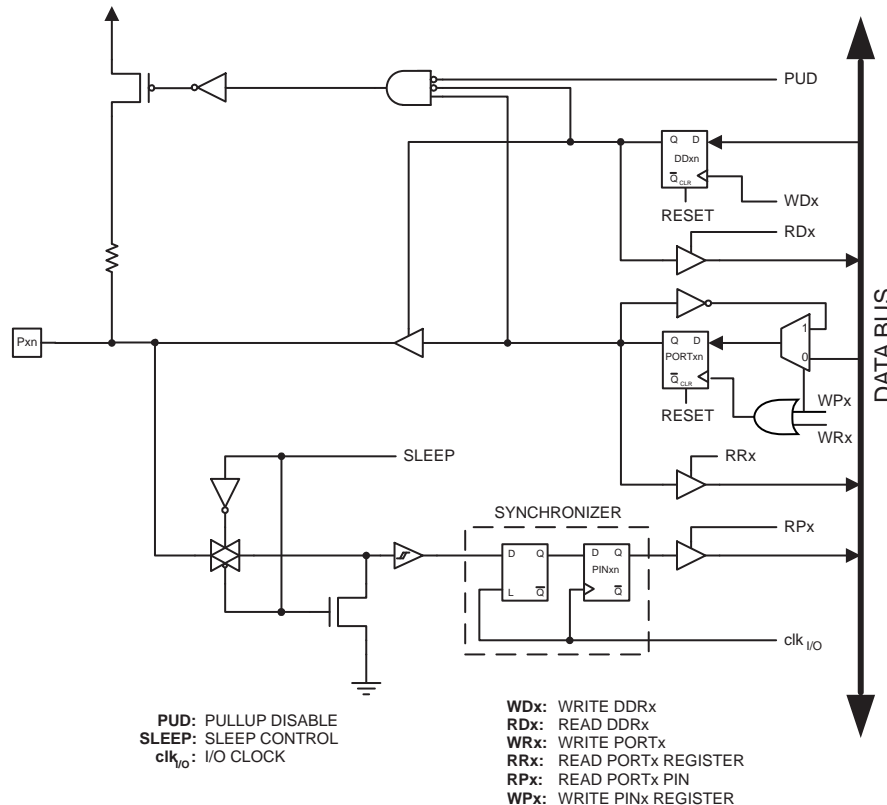 PUD
Q D
DDxn
Q CLR
WDx
RESET
RDx
Pxn
1
Q D
0
PORTxn
Q CLR
DATA BUS
RESET
WPx
WRx
SLEEP
RRx
SYNCHRONIZER
RPx
D Q
D Q
PINxn
L Q
Q
clk I/O
PUD: PULLUP DISABLE
SLEEP: SLEEP CONTROL
clk I/O: I/O CLOCK
WDx: WRITE DDRx
RDx: READ DDRx
WRx: WRITE PORTx
RRx: READ PORTx REGISTER
RPx: READ PORTx PIN
WPx: WRITE PINx REGISTER